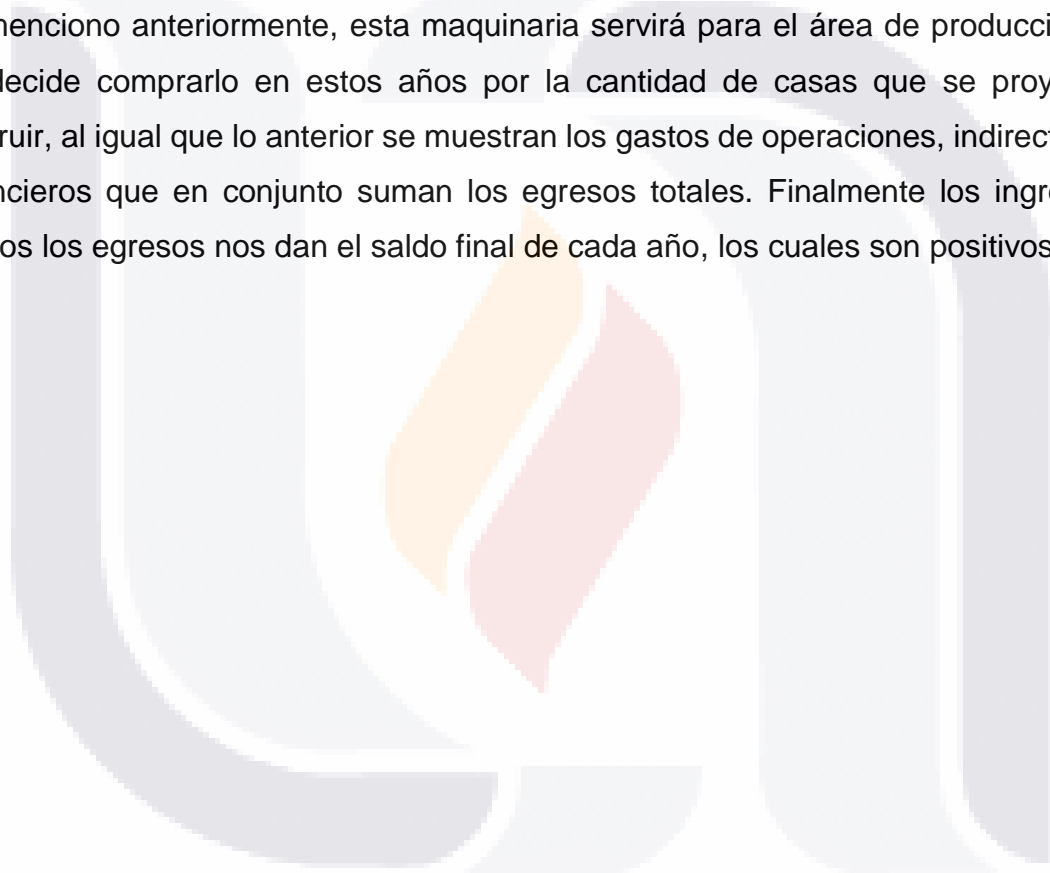 menciono anteriormente, esta maquinaria servirá para el área de producci
decide comprarlo en estos años por la cantidad de casas que se proy
ruir, al igual que lo anterior se muestran los gastos de operaciones, indirec
ncieros que en conjunto suman los egresos totales. Finalmente los ingr
os los egresos nos dan el saldo final de cada año, los cuales son positivos